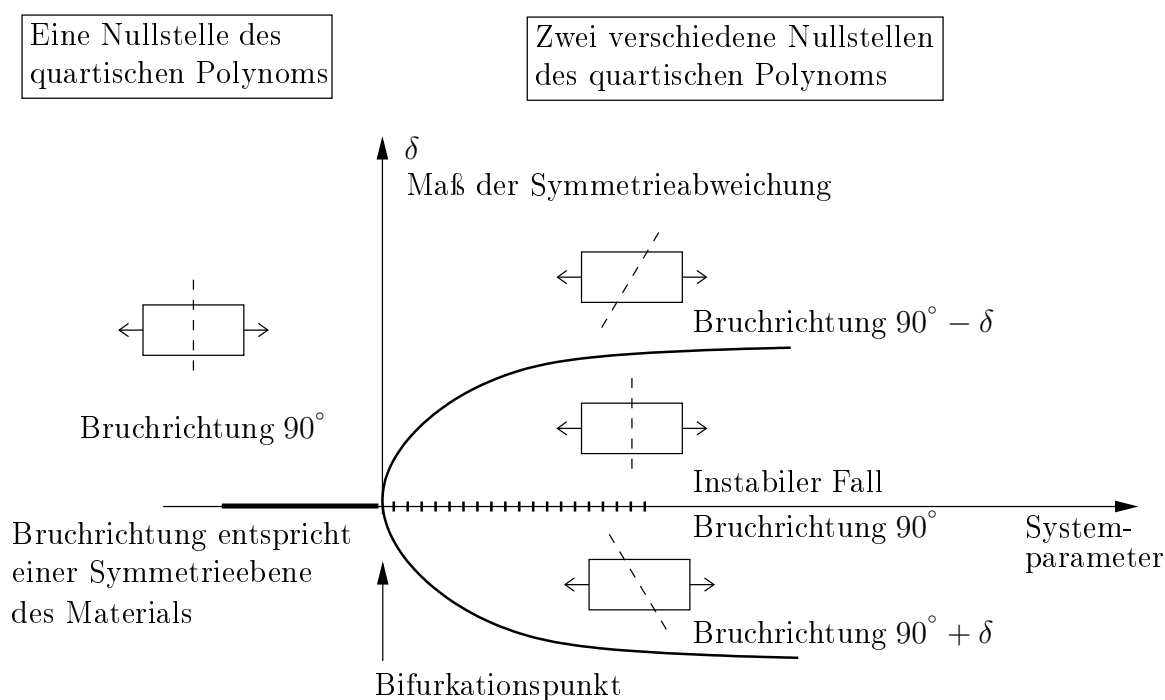 Eine Nullstelle des
quartischen Polynoms
Zwei verschiedene Nullstellen
des quartischen Polynoms
δ
Maß der Symmetrieabweichung
Bruchrichtung 90° − δ
Bruchrichtung 90°
Instabiler Fall
Bruchrichtung 90°
System-
parameter
Bruchrichtung entspricht
einer Symmetrieebene
des Materials
Bruchrichtung 90° + δ
Bifurkationspunkt